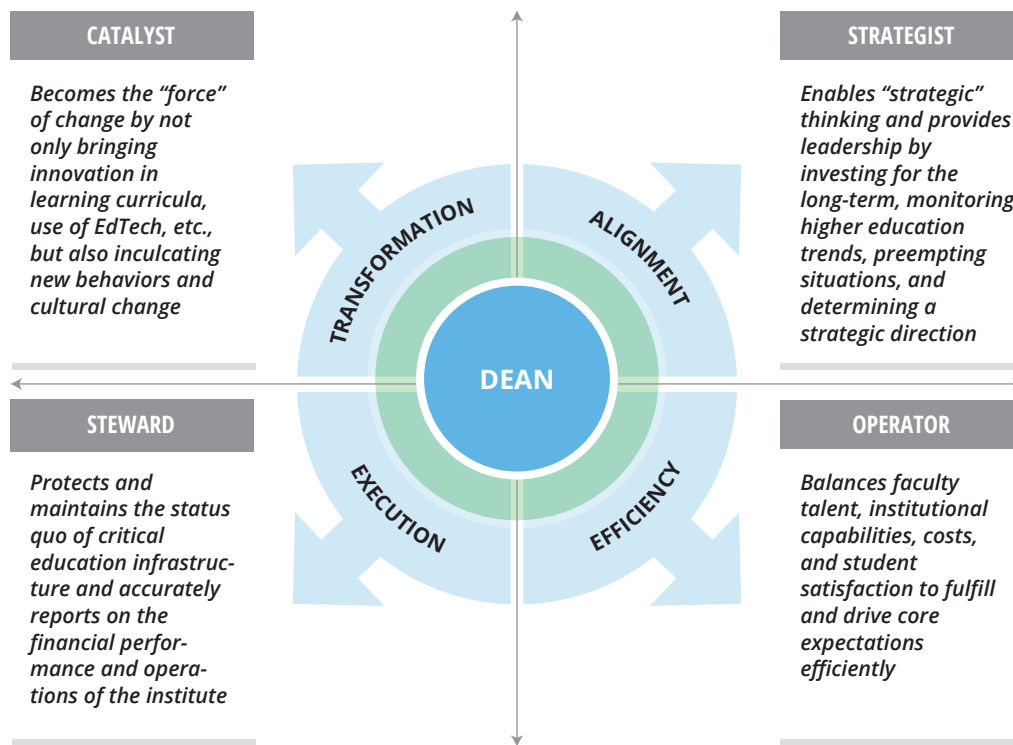 CATALYST
Becomes the “force”
of change by not
only bringing
innovation in
learning curricula,
use of EdTech, etc.,
but also inculcating
new behaviors and
cultural change
STRATEGIST
Enables “strategic”
thinking and provides
leadership by
investing for the
long-term, monitoring
higher education
trends, preempting
situations, and
determining a
strategic direction
TRANSFORMATION
ALIGNMENT
DEAN
EXECUTION
EFFICIENCY
STEWARD
Protects and
maintains the status
quo of critical
education infrastruc-
ture and accurately
reports on the
financial perfor-
mance and opera-
tions of the institute
OPERATOR
Balances faculty
talent, institutional
capabilities, costs,
and student
satisfaction to fulfill
and drive core
expectations
efficiently